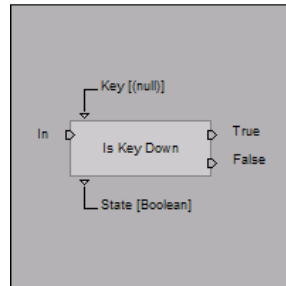 Key [(null)]
In
True
Is Key Down
False
State [Boolean]